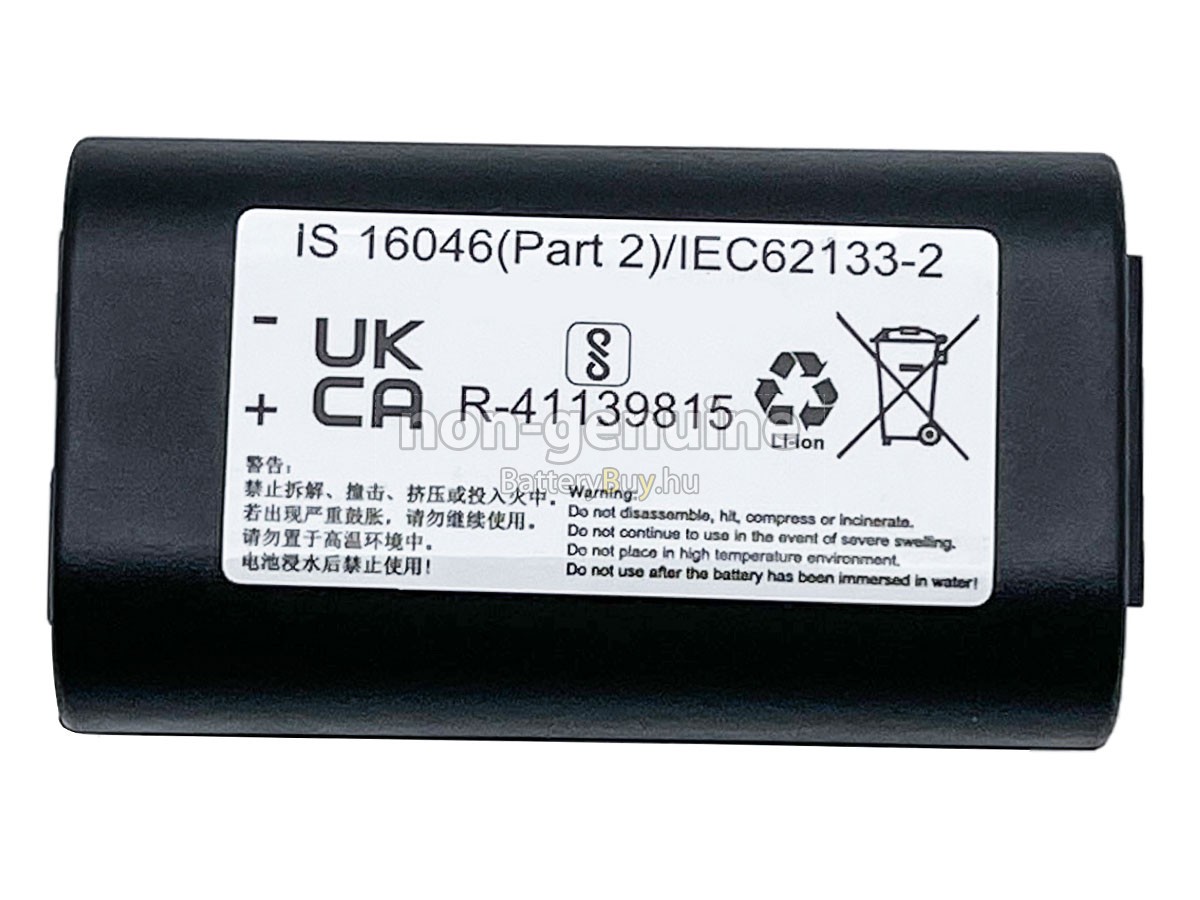 IS 16046(Part 2)/IEC62133-2
-
UK
CA
+
R-41139815
Li-ion
non-genuine
BatteryBuy.hu
警告：
禁止拆解、撞击、挤压或投入火中。
若出现严重鼓胀，请勿继续使用。
请勿置于高温环境中。
电池浸水后禁止使用！
Warning:
Do not disassemble, hit, compress or incinerate.
Do not continue to use in the event of severe swelling.
Do not place in high temperature environment.
Do not use after the battery has been immersed in water!